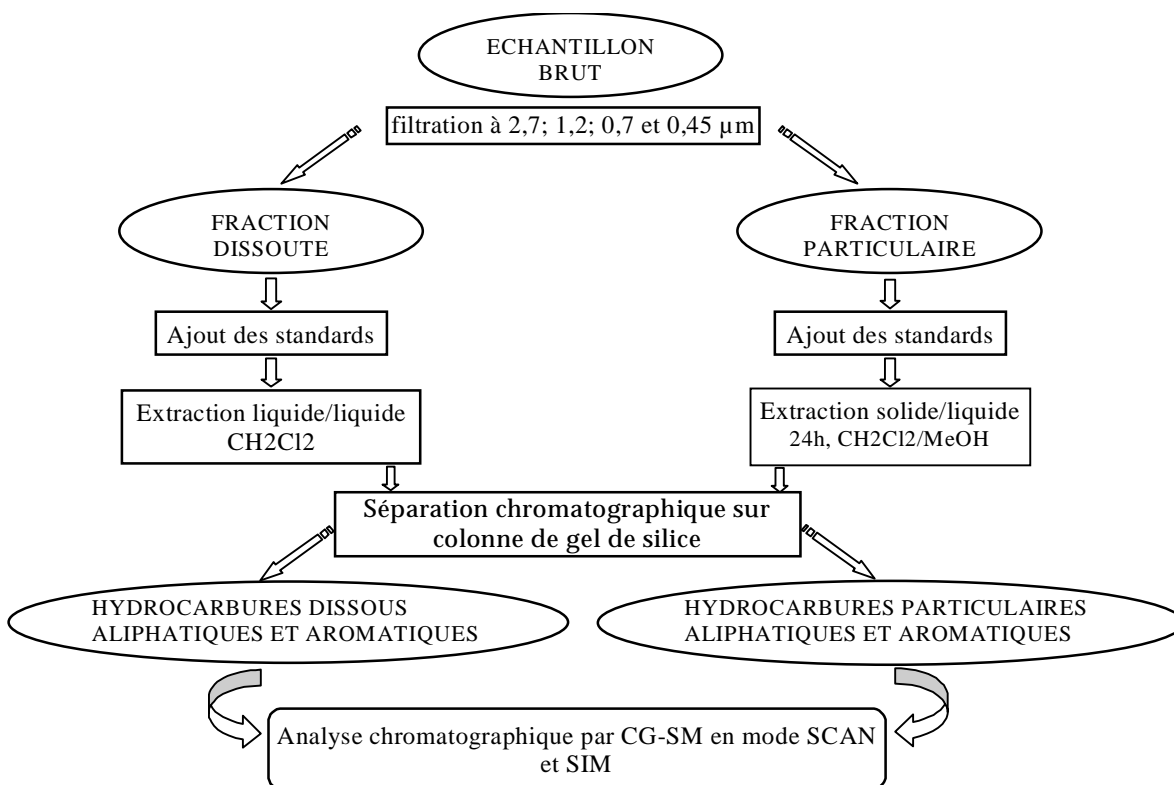 ECHANTILLON
BRUT
filtration à 2,7; 1,2; 0,7 et 0,45 µm
FRACTION
DISSOUTE
FRACTION
PARTICULAIRE
Ajout des standards
Ajout des standards
Extraction liquide/liquide
CH2Cl2
Extraction solide/liquide
24h, CH2Cl2/MeOH
Séparation chromatographique sur
colonne de gel de silice
HYDROCARBURES DISSOUS
ALIPHATIQUES ET AROMATIQUES
HYDROCARBURES PARTICULAIRES
ALIPHATIQUES ET AROMATIQUES
Analyse chromatographique par CG-SM en mode SCAN
et SIM